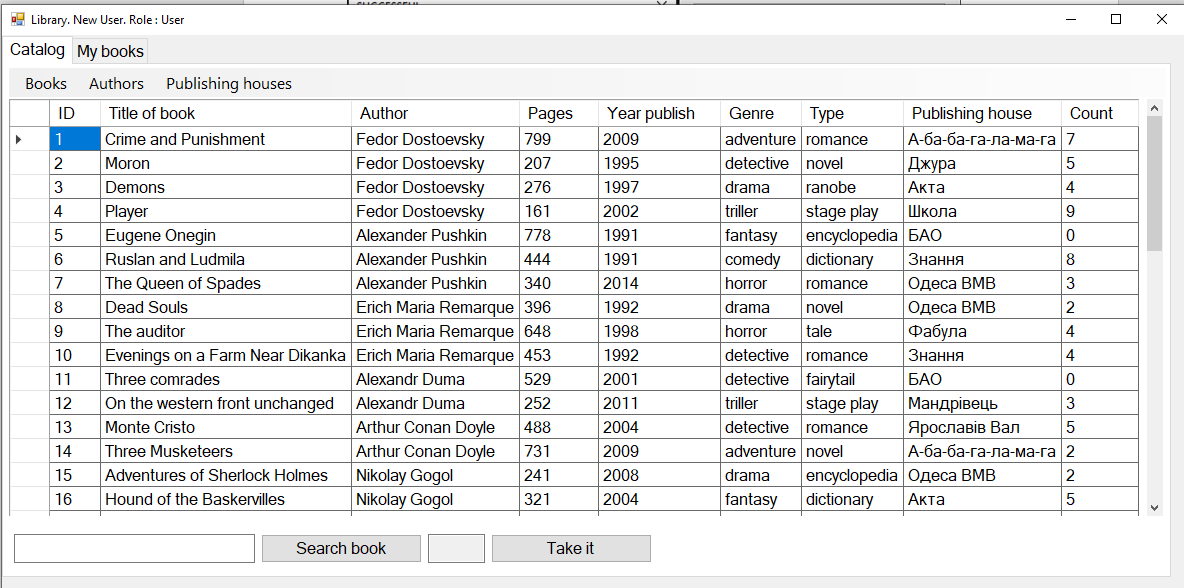 SUCCESSFUL
Library. New User. Role : User
Catalog My books
Books Authors Publishing houses
ID Title of book Author Pages Year publish Genre Type Publishing house Count
1 Crime and Punishment Fedor Dostoevsky 799 2009 adventure romance А-ба-ба-га-ла-ма-га 7
2 Moron Fedor Dostoevsky 207 1995 detective novel Джура 5
3 Demons Fedor Dostoevsky 276 1997 drama ranobe Акта 4
4 Player Fedor Dostoevsky 161 2002 triller stage play Школа 9
5 Eugene Onegin Alexander Pushkin 778 1991 fantasy encyclopedia БАО 0
6 Ruslan and Ludmila Alexander Pushkin 444 1991 comedy dictionary Знання 8
7 The Queen of Spades Alexander Pushkin 340 2014 horror romance Одеса ВМВ 3
8 Dead Souls Erich Maria Remarque 396 1992 drama novel Одеса ВМВ 2
9 The auditor Erich Maria Remarque 648 1998 horror tale Фабула 4
10 Evenings on a Farm Near Dikanka Erich Maria Remarque 453 1992 detective romance Знання 4
11 Three comrades Alexandr Duma 529 2001 detective fairytail БАО 0
12 On the western front unchanged Alexandr Duma 252 2011 triller stage play Мандрівець 3
13 Monte Cristo Arthur Conan Doyle 488 2004 detective romance Ярославів Вал 5
14 Three Musketeers Arthur Conan Doyle 731 2009 adventure novel А-ба-ба-га-ла-ма-га 2
15 Adventures of Sherlock Holmes Nikolay Gogol 241 2008 drama encyclopedia Одеса ВМВ 2
16 Hound of the Baskervilles Nikolay Gogol 321 2004 fantasy dictionary Акта 5
Search book Take it